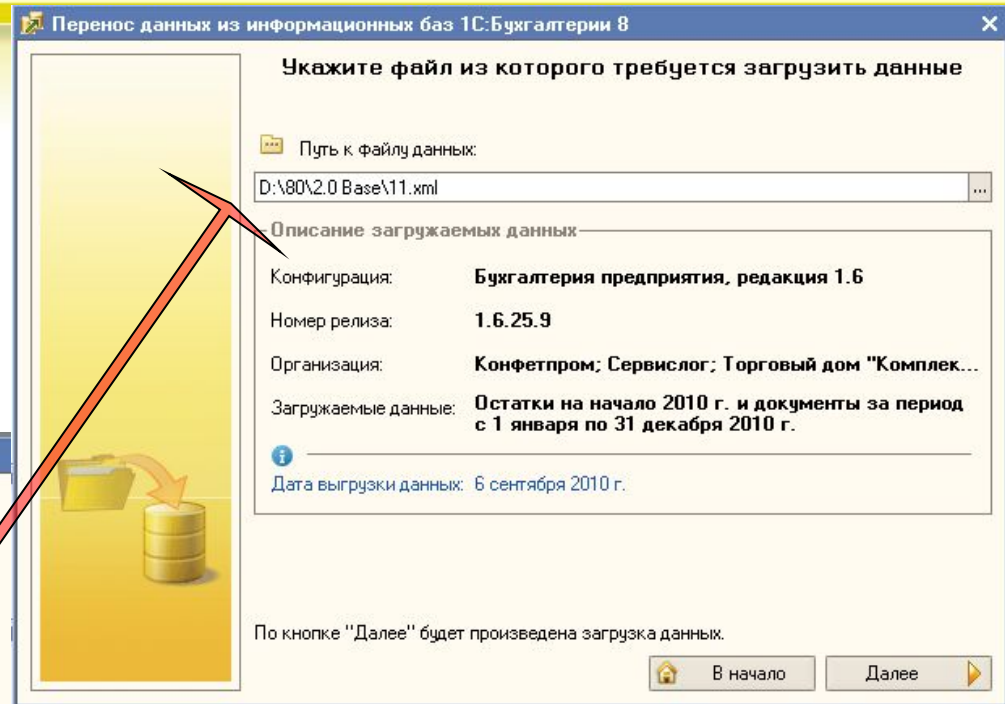 Перенос данных из информационных баз 1С:Бухгалтерии 8
Укажите файл из которого требуется загрузить данные
Путь к файлу данных:
D:\80\2.0 Base\11.xml
...
Описание загружаемых данных
Конфигурация: Бухгалтерия предприятия, редакция 1.6
Номер релиза: 1.6.25.9
Организация: Конфетпром; Сервислог; Торговый дом "Комплек...
Загружаемые данные: Остатки на начало 2010 г. и документы за период
с 1 января по 31 декабря 2010 г.
Дата выгрузки данных: 6 сентября 2010 г.
По кнопке "Далее" будет произведена загрузка данных.
В начало Далее